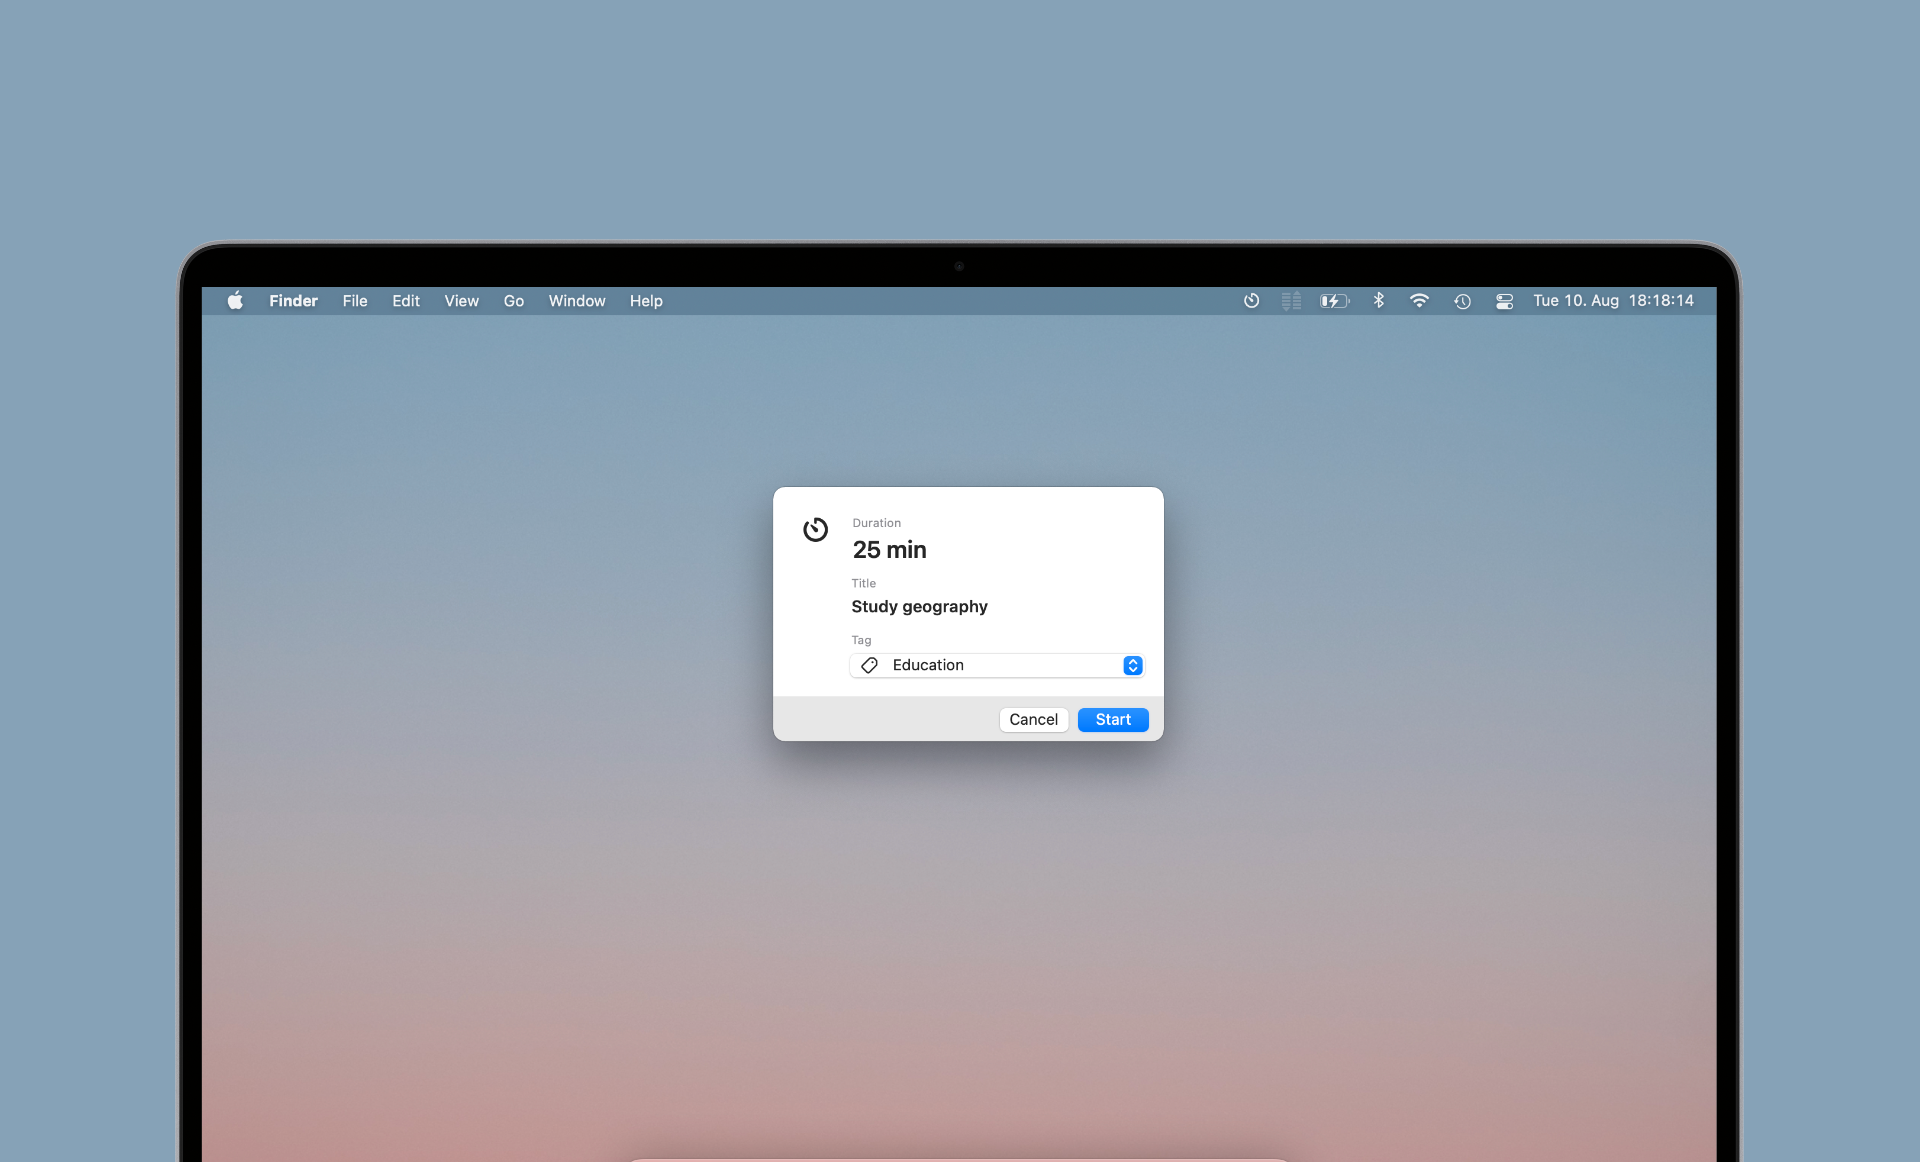 Finder File Edit View Go Window Help Tue 10. Aug 18:18:14
Duration
25 min
Title
Study geography
Tag
Education
Cancel Start